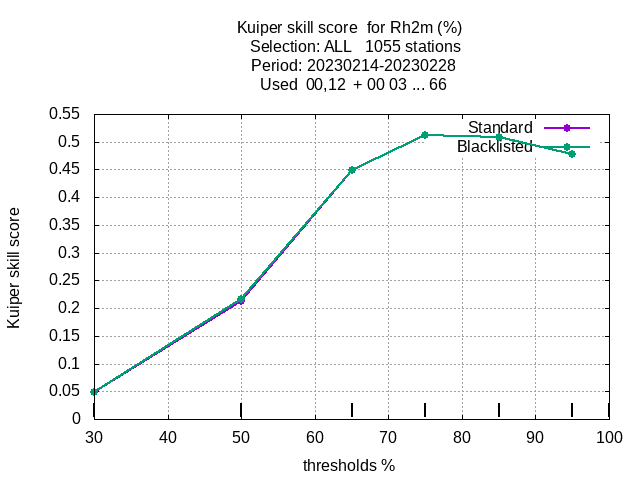 Kuiper skill score  for Rh2m (%)
Selection: ALL   1055 stations
Period: 20230214-20230228
Used  00,12  + 00 03 ... 66
Standard
Blacklisted
0.55
0.5
0.45
0.4
0.35
0.3
0.25
0.2
0.15
0.1
0.05
0
Kuiper skill score
30 40 50 60 70 80 90 100
thresholds %